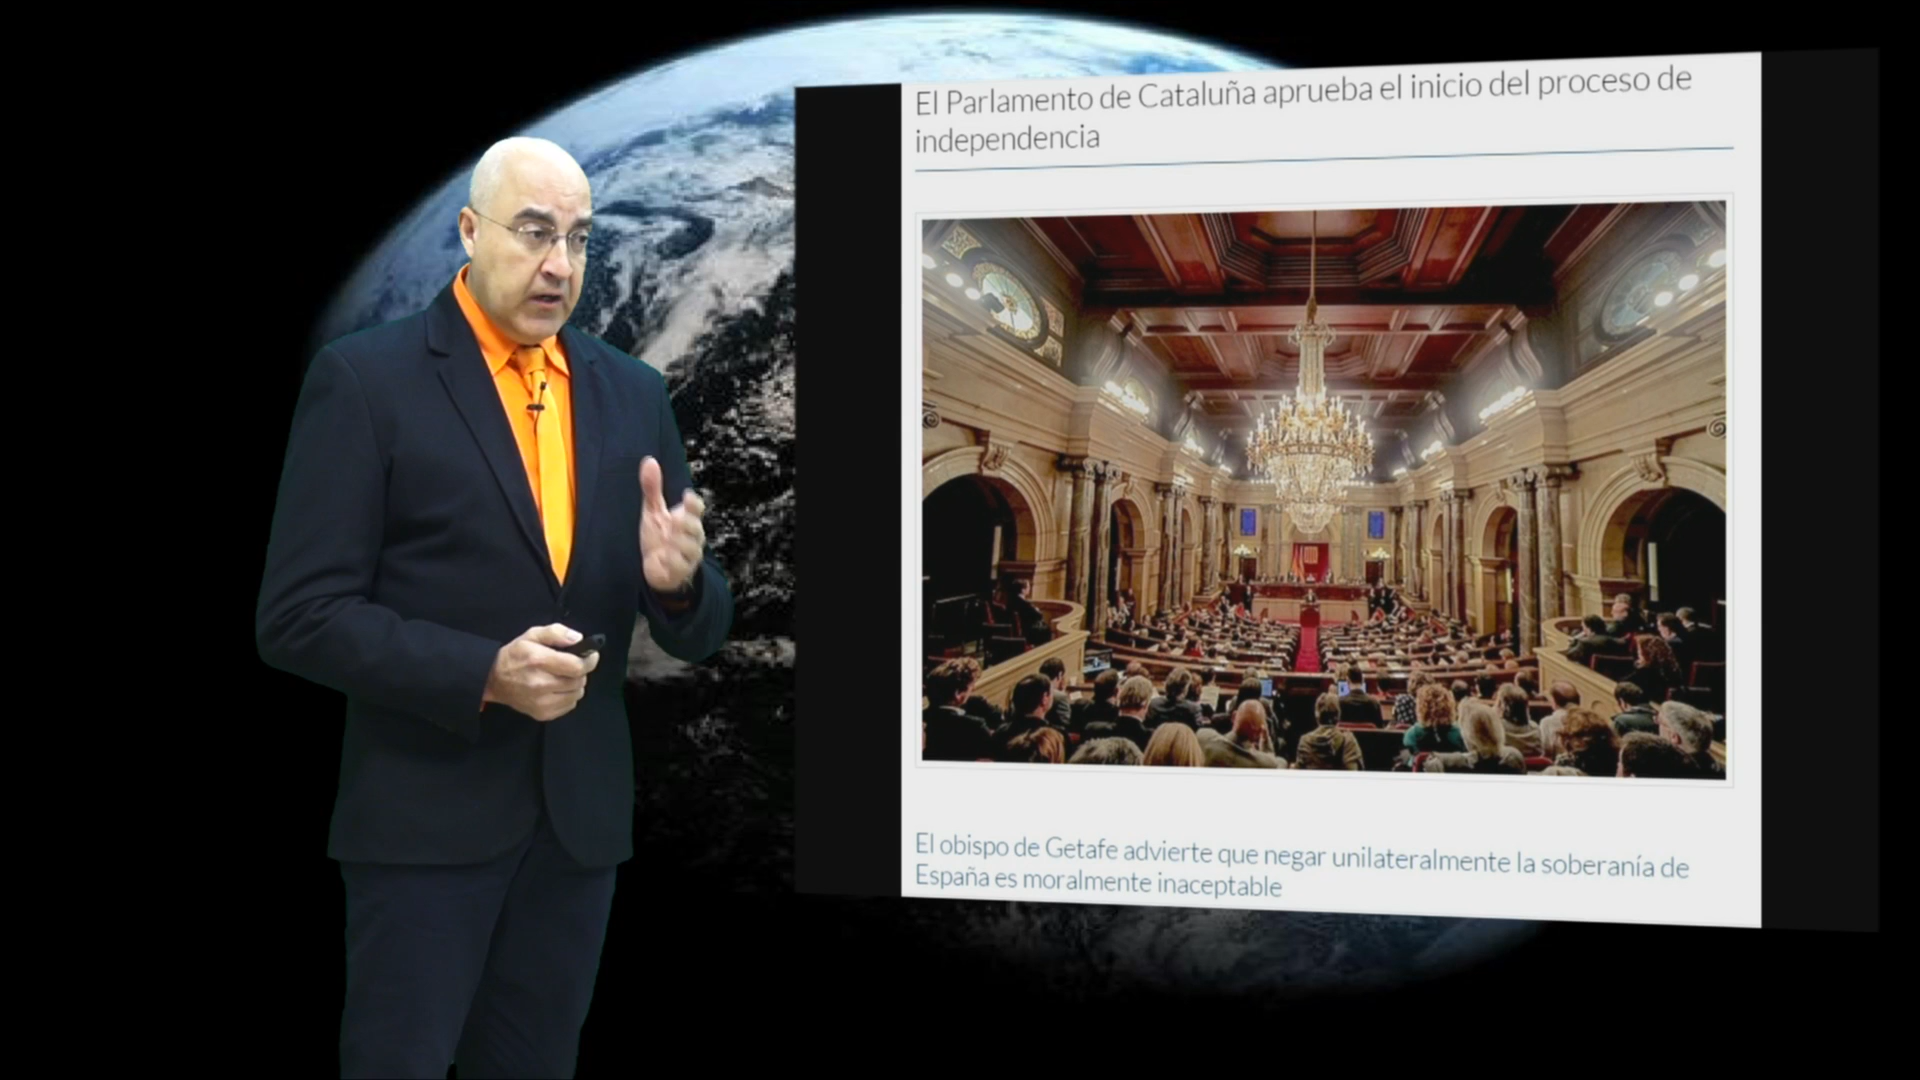 El Parlamento de Cataluña aprueba el inicio del proceso de
independencia
El obispo de Getafe advierte que negar unilateralmente la soberanía de
España es moralmente inaceptable